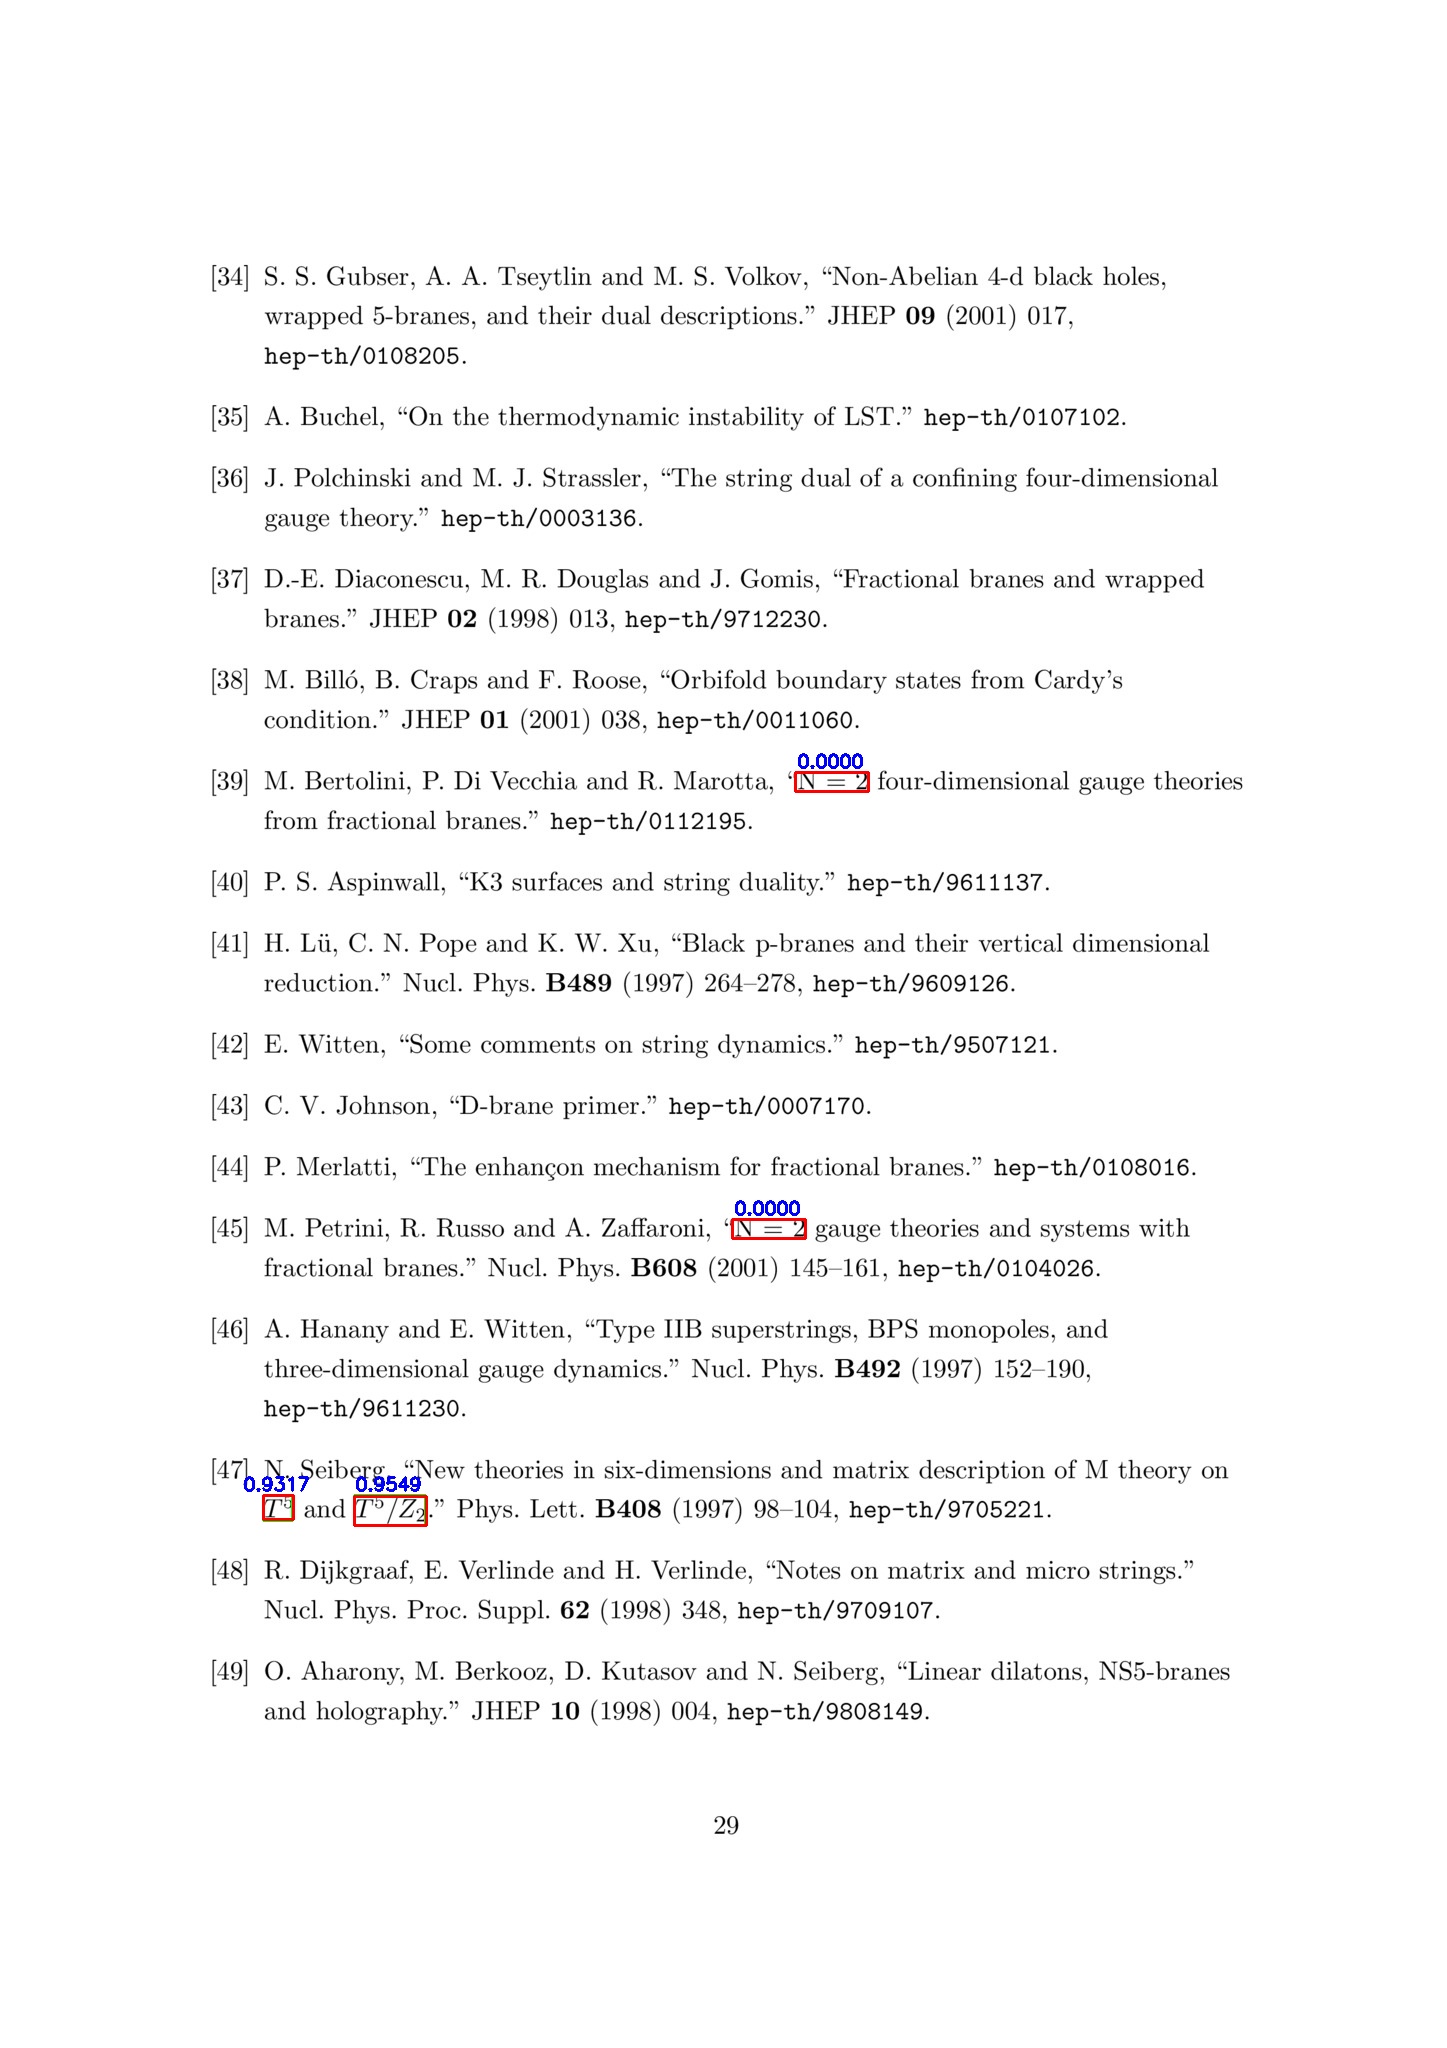 [34] S. S. Gubser, A. A. Tseytlin and M. S. Volkov, “Non-Abelian 4-d black holes,
wrapped 5-branes, and their dual descriptions.” JHEP 09 (2001) 017,
hep-th/0108205.
[35] A. Buchel, “On the thermodynamic instability of LST.” hep-th/0107102.
[36] J. Polchinski and M. J. Strassler, “The string dual of a confining four-dimensional
gauge theory.” hep-th/0003136.
[37] D.-E. Diaconescu, M. R. Douglas and J. Gomis, “Fractional branes and wrapped
branes.” JHEP 02 (1998) 013, hep-th/9712230.
[38] M. Billó, B. Craps and F. Roose, “Orbifold boundary states from Cardy’s
condition.” JHEP 01 (2001) 038, hep-th/0011060.
0.0000
[39] M. Bertolini, P. Di Vecchia and R. Marotta, “N = 2 four-dimensional gauge theories
from fractional branes.” hep-th/0112195.
[40] P. S. Aspinwall, “K3 surfaces and string duality.” hep-th/9611137.
[41] H. Lü, C. N. Pope and K. W. Xu, “Black p-branes and their vertical dimensional
reduction.” Nucl. Phys. B489 (1997) 264–278, hep-th/9609126.
[42] E. Witten, “Some comments on string dynamics.” hep-th/9507121.
[43] C. V. Johnson, “D-brane primer.” hep-th/0007170.
[44] P. Merlatti, “The enhançon mechanism for fractional branes.” hep-th/0108016.
0.0000
[45] M. Petrini, R. Russo and A. Zaffaroni, “N = 2 gauge theories and systems with
fractional branes.” Nucl. Phys. B608 (2001) 145–161, hep-th/0104026.
[46] A. Hanany and E. Witten, “Type IIB superstrings, BPS monopoles, and
three-dimensional gauge dynamics.” Nucl. Phys. B492 (1997) 152–190,
hep-th/9611230.
[47] N. Seiberg, “New theories in six-dimensions and matrix description of M theory on
0.9317 0.9549
T⁵ and T⁵/Z₂.” Phys. Lett. B408 (1997) 98–104, hep-th/9705221.
[48] R. Dijkgraaf, E. Verlinde and H. Verlinde, “Notes on matrix and micro strings.”
Nucl. Phys. Proc. Suppl. 62 (1998) 348, hep-th/9709107.
[49] O. Aharony, M. Berkooz, D. Kutasov and N. Seiberg, “Linear dilatons, NS5-branes
and holography.” JHEP 10 (1998) 004, hep-th/9808149.
29